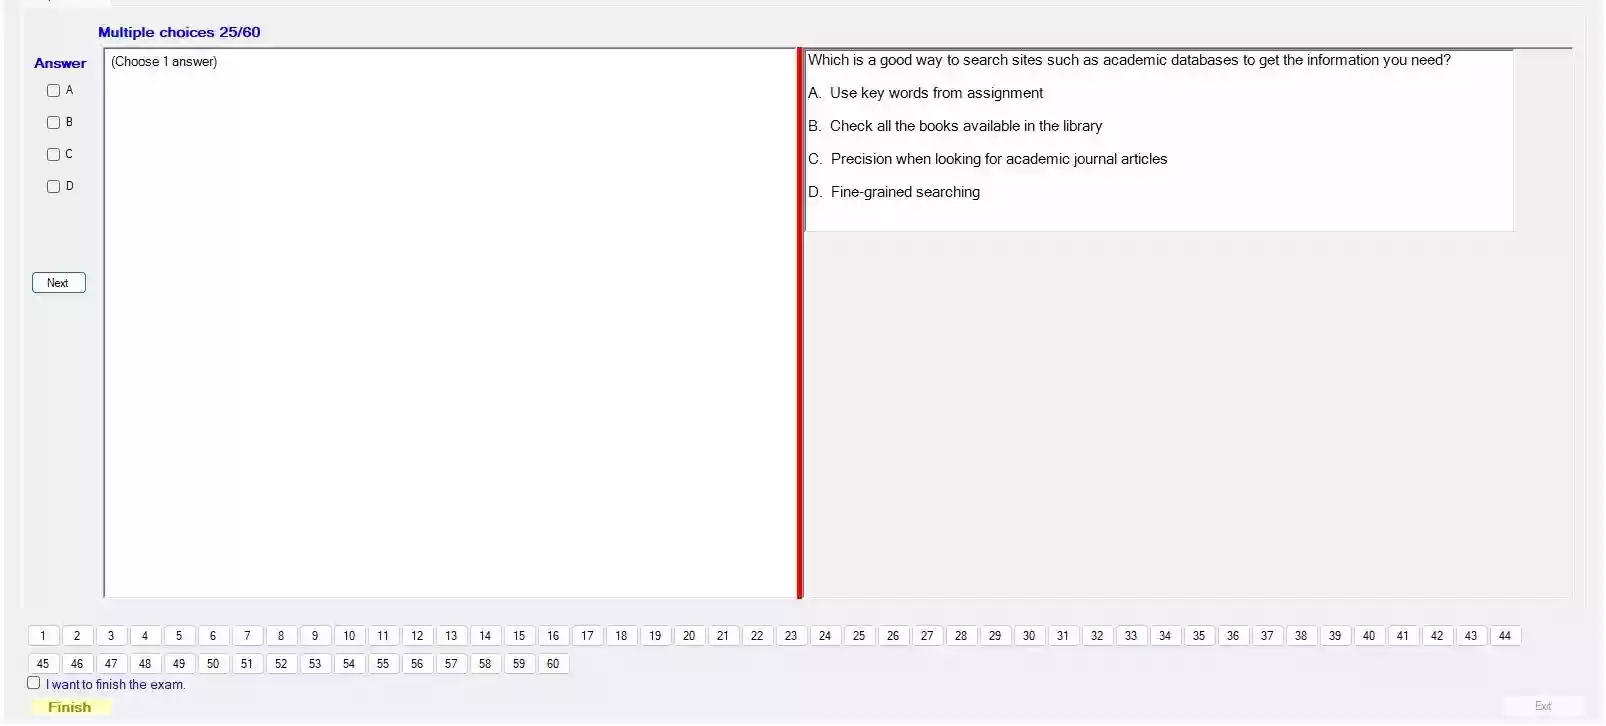 Multiple choices 25/60
Answer
(Choose 1 answer)
A
B
C
D
Next
Which is a good way to search sites such as academic databases to get the information you need?
A. Use key words from assignment
B. Check all the books available in the library
C. Precision when looking for academic journal articles
D. Fine-grained searching
1 2 3 4 5 6 7 8 9 10 11 12 13 14 15 16 17 18 19 20 21 22 23 24 25 26 27 28 29 30 31 32 33 34 35 36 37 38 39 40 41 42 43 44
45 46 47 48 49 50 51 52 53 54 55 56 57 58 59 60
I want to finish the exam.
Finish
Exit